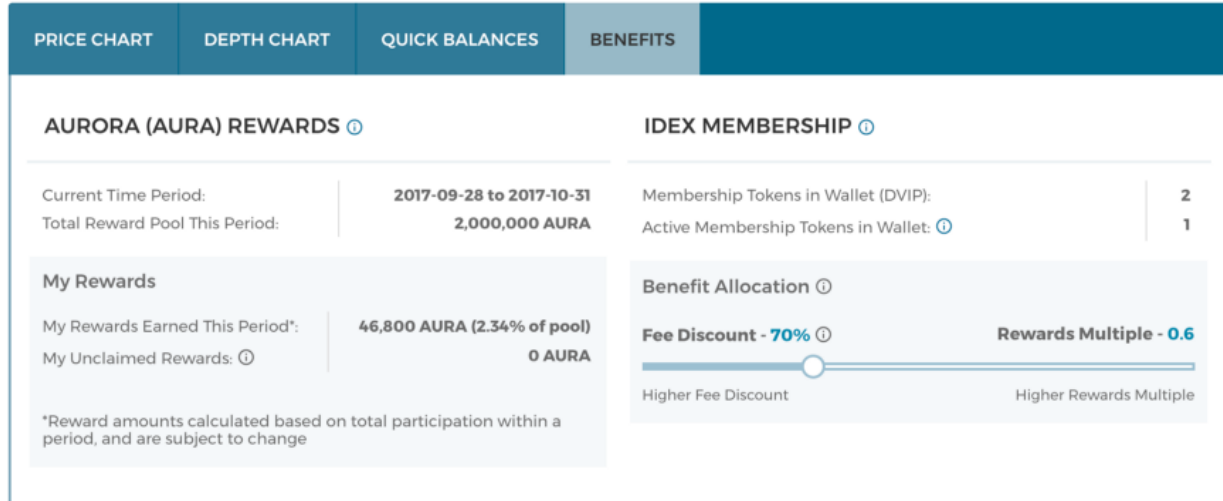 PRICE CHART
DEPTH CHART
QUICK BALANCES
BENEFITS
AURORA (AURA) REWARDS
Current Time Period: 2017-09-28 to 2017-10-31
Total Reward Pool This Period: 2,000,000 AURA
My Rewards
My Rewards Earned This Period*: 46,800 AURA (2.34% of pool)
My Unclaimed Rewards: 0 AURA
*Reward amounts calculated based on total participation within a
period, and are subject to change
IDEX MEMBERSHIP
Membership Tokens in Wallet (DVIP): 2
Active Membership Tokens in Wallet: 1
Benefit Allocation
Fee Discount - 70% Rewards Multiple - 0.6
Higher Fee Discount Higher Rewards Multiple